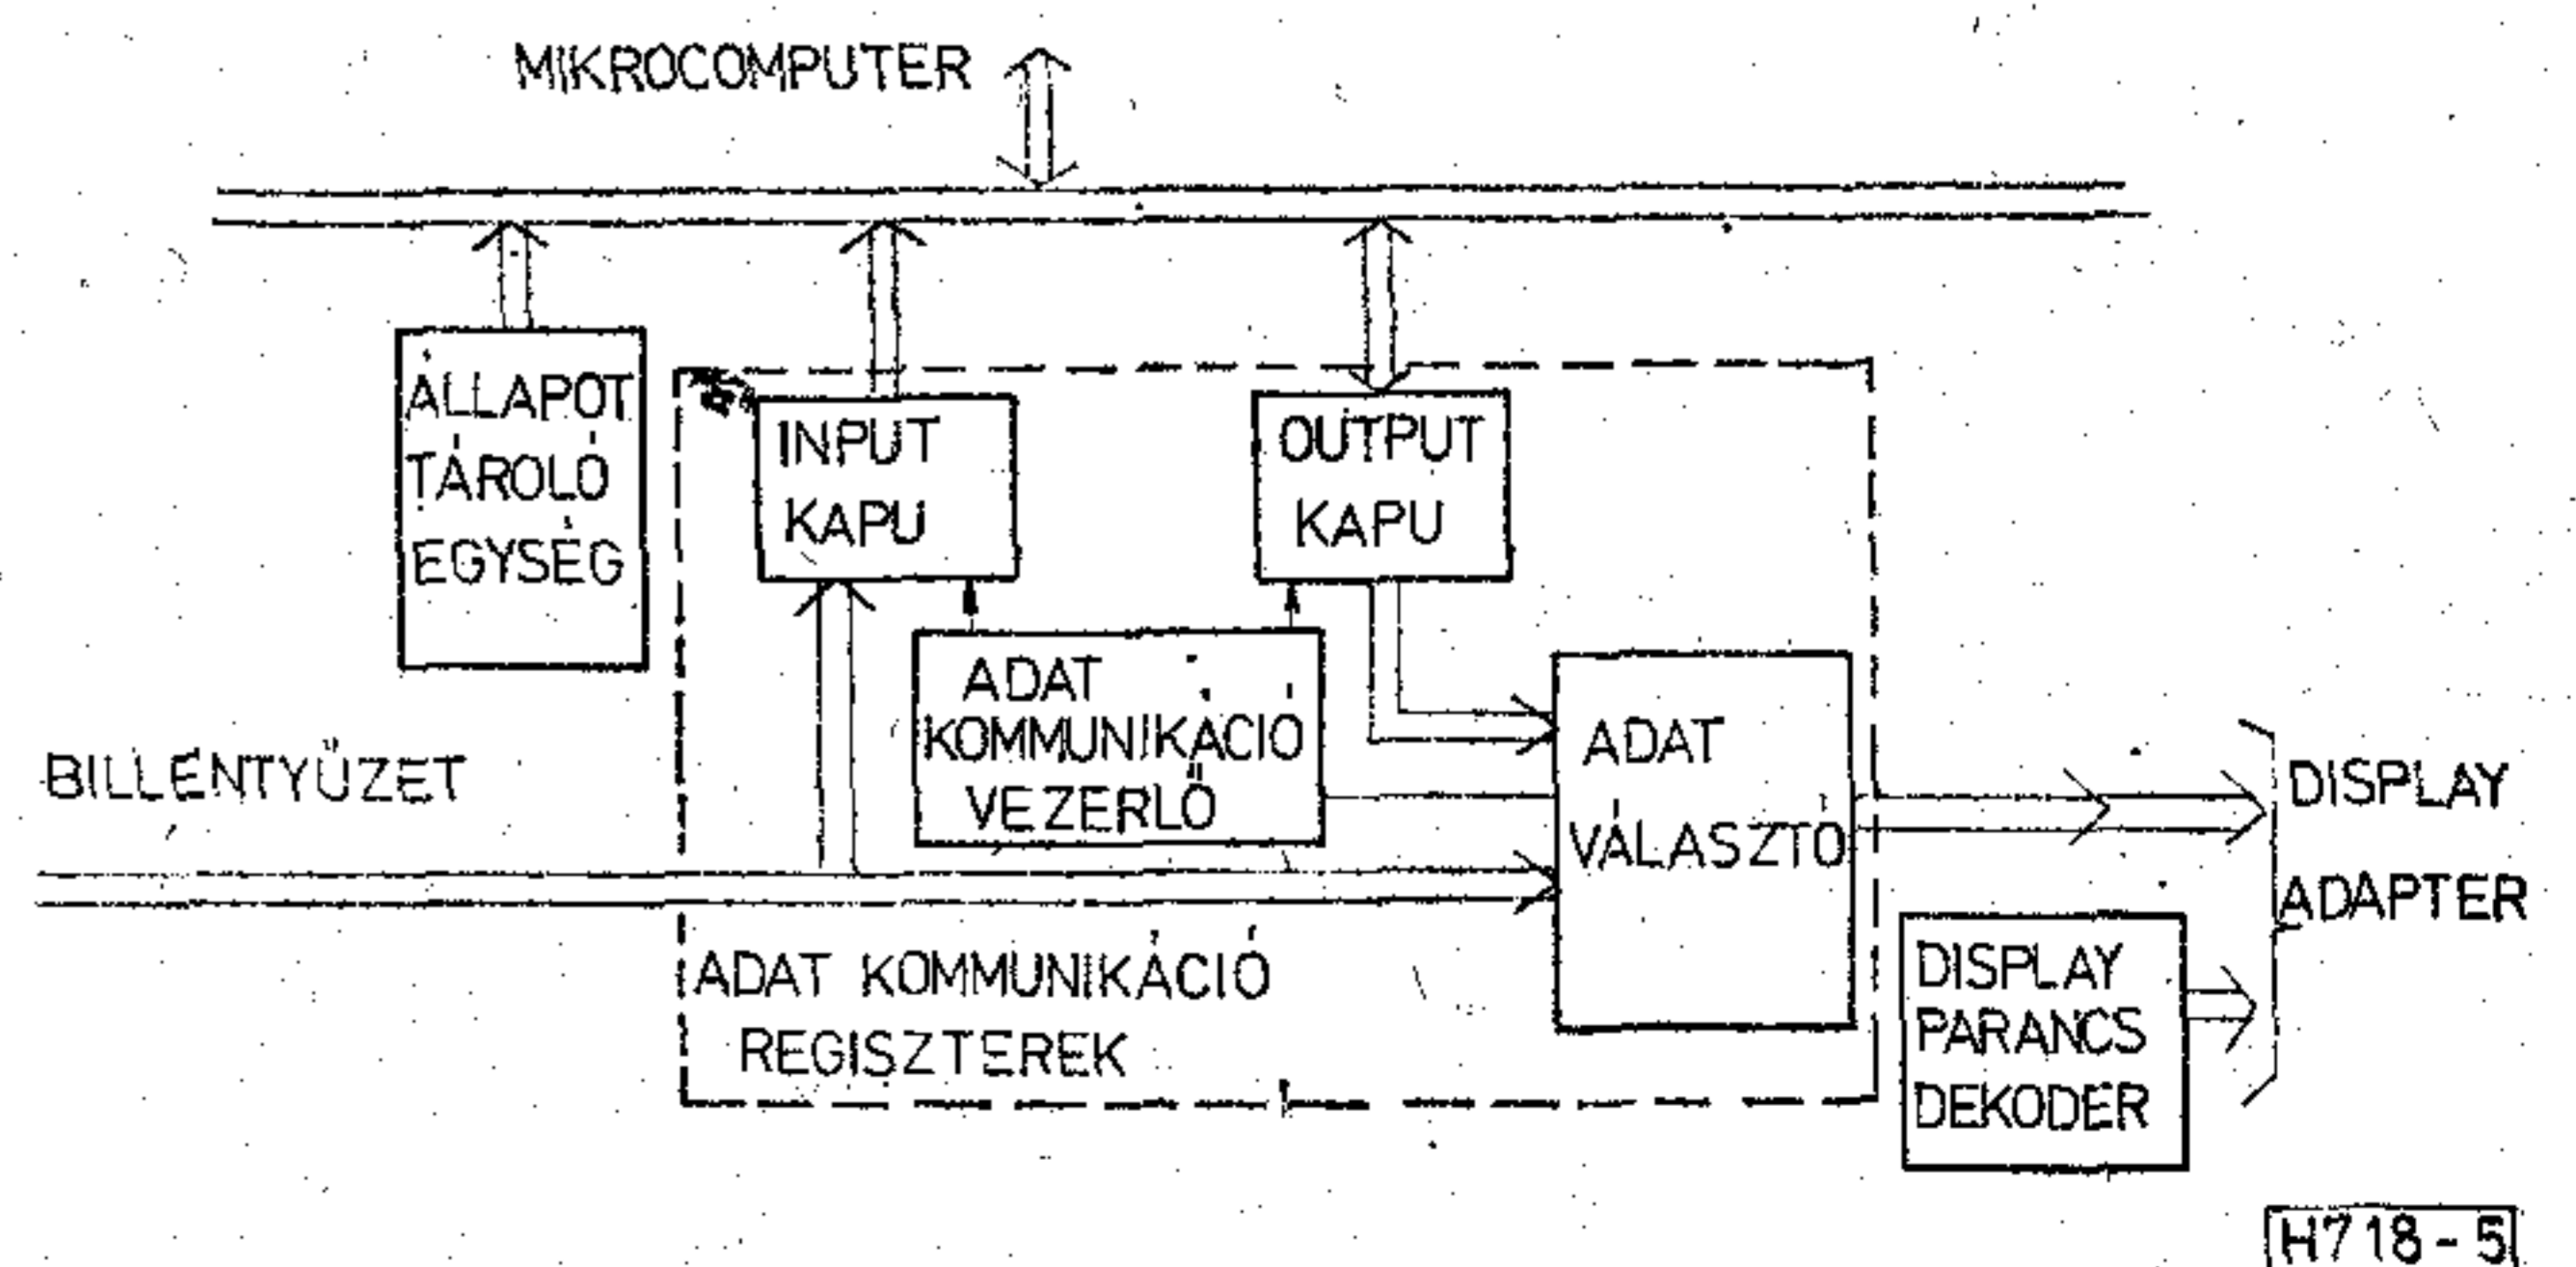 MIKROCOMPUTER
ÁLLAPOT
TÁROLÓ
EGYSÉG
INPUT
KAPU
OUTPUT
KAPU
ADAT
KOMMUNIKÁCIÓ
VEZERLŐ
ADAT
VÁLASZTÓ
BILLENTYŰZET
DISPLAY
ADAPTER
ADAT KOMMUNIKÁCIÓ
REGISZTEREK
DISPLAY
PARANCS
DEKODER
H718-5